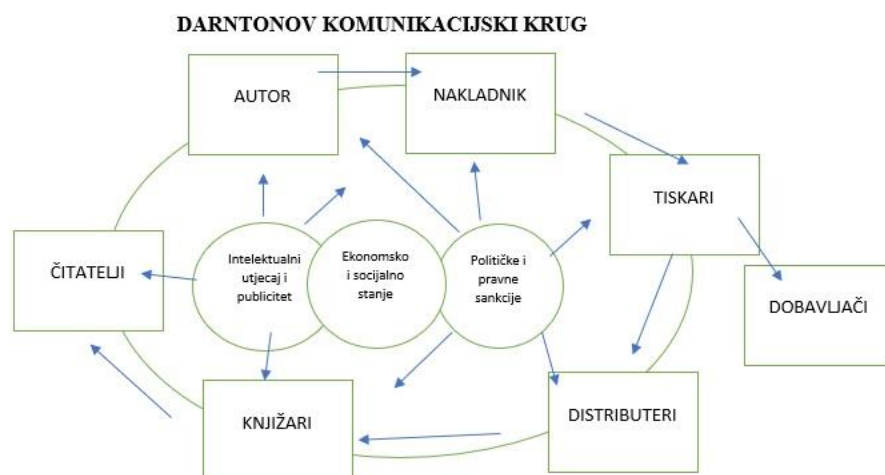 DARNTONOV KOMUNIKACIJSKI KRUG
AUTOR
NAKLADNIK
TISKARI
ČITATELJI
Intelektualni
utjecaj i
publicitet
Ekonomsko
i socijalno
stanje
Političke i
pravne
sankcije
DOBAVLJAČI
KNJIŽARI
DISTRIBUTERI